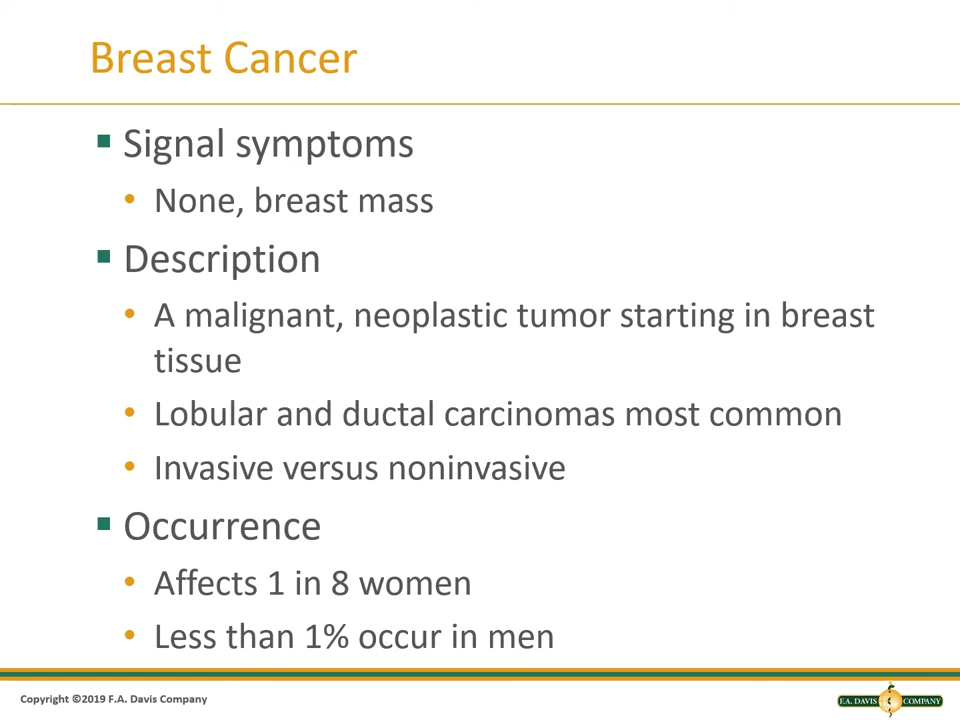 Breast Cancer
Signal symptoms
None, breast mass
Description
A malignant, neoplastic tumor starting in breast
tissue
Lobular and ductal carcinomas most common
Invasive versus noninvasive
Occurrence
Affects 1 in 8 women
Less than 1% occur in men
Copyright ©2019 F.A. Davis Company
F.A. DAVIS COMPANY